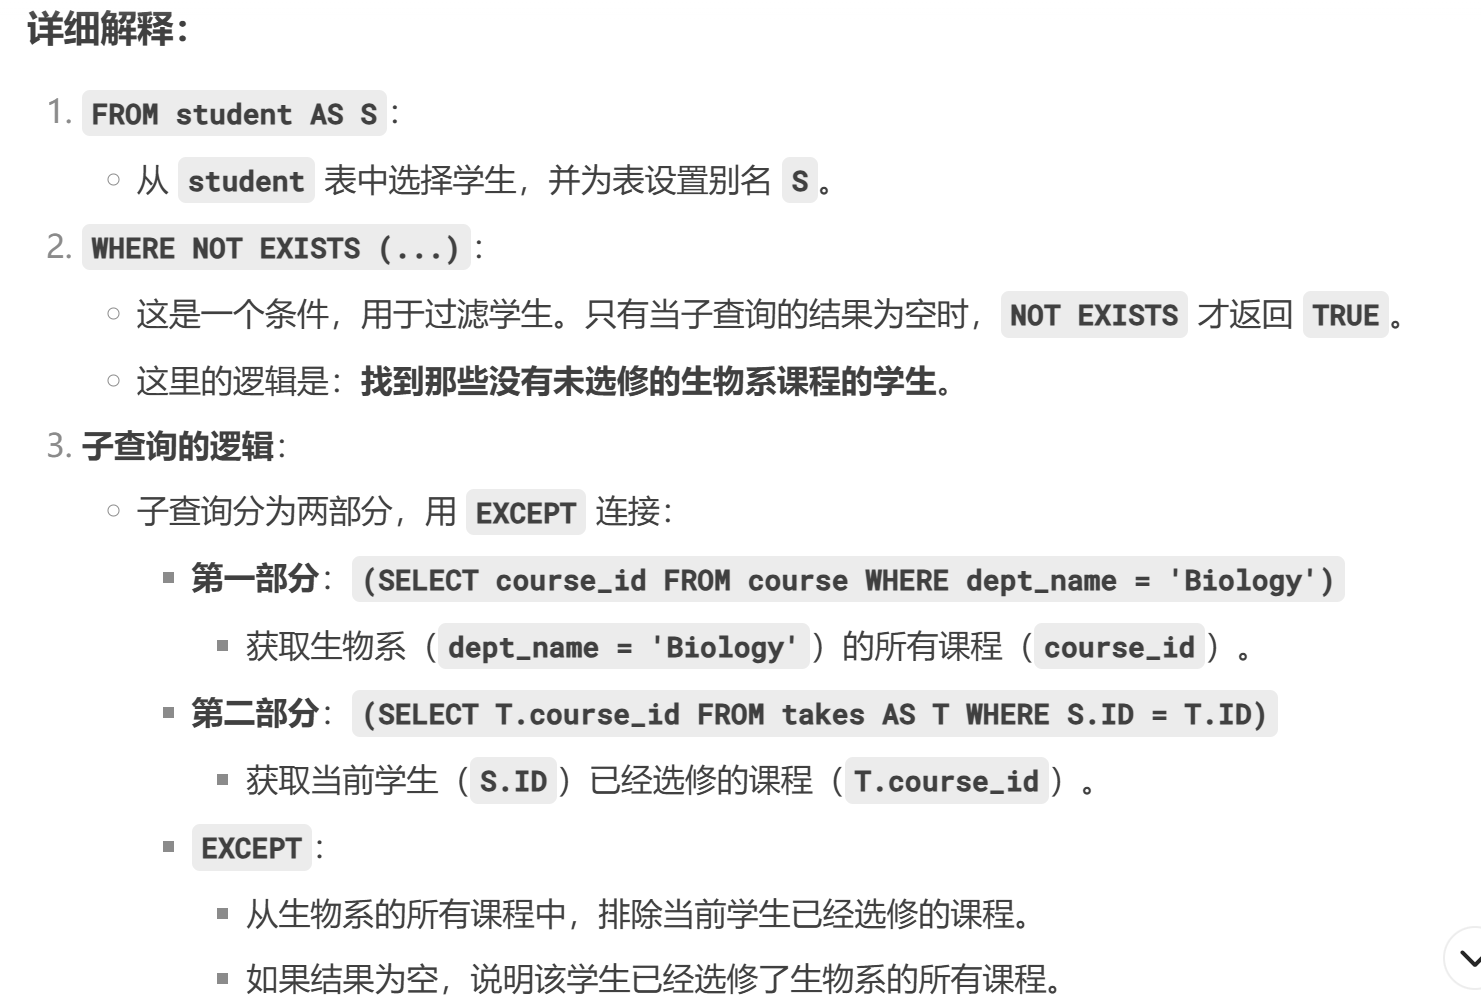 详细解释：
1. FROM student AS S：
从 student 表中选择学生，并为表设置别名 S。
2. WHERE NOT EXISTS (...)：
这是一个条件，用于过滤学生。只有当子查询的结果为空时，NOT EXISTS 才返回 TRUE。
这里的逻辑是：找到那些没有未选修的生物系课程的学生。
3. 子查询的逻辑：
子查询分为两部分，用 EXCEPT 连接：
第一部分：(SELECT course_id FROM course WHERE dept_name = 'Biology')
获取生物系（dept_name = 'Biology'）的所有课程（course_id）。
第二部分：(SELECT T.course_id FROM takes AS T WHERE S.ID = T.ID)
获取当前学生（S.ID）已经选修的课程（T.course_id）。
EXCEPT：
从生物系的所有课程中，排除当前学生已经选修的课程。
如果结果为空，说明该学生已经选修了生物系的所有课程。